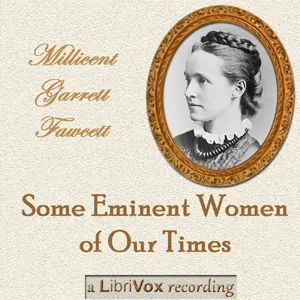 Millicent
Garrett
Fawcett
Some Eminent Women
of Our Times
a LibriVox recording